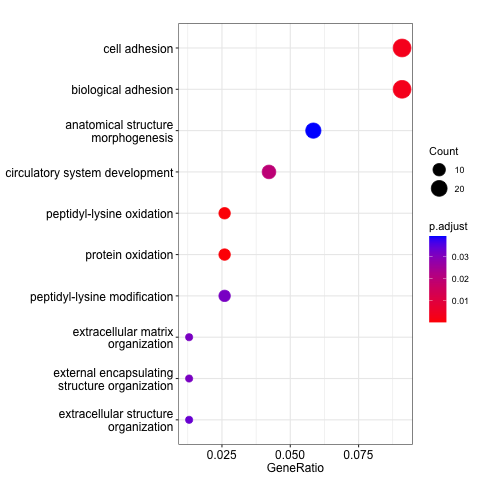 cell adhesion
biological adhesion
anatomical structure
morphogenesis
circulatory system development
peptidyl-lysine oxidation
protein oxidation
peptidyl-lysine modification
extracellular matrix
organization
external encapsulating
structure organization
extracellular structure
organization
0.025 0.050 0.075
GeneRatio
Count
10
20
p.adjust
0.03
0.02
0.01